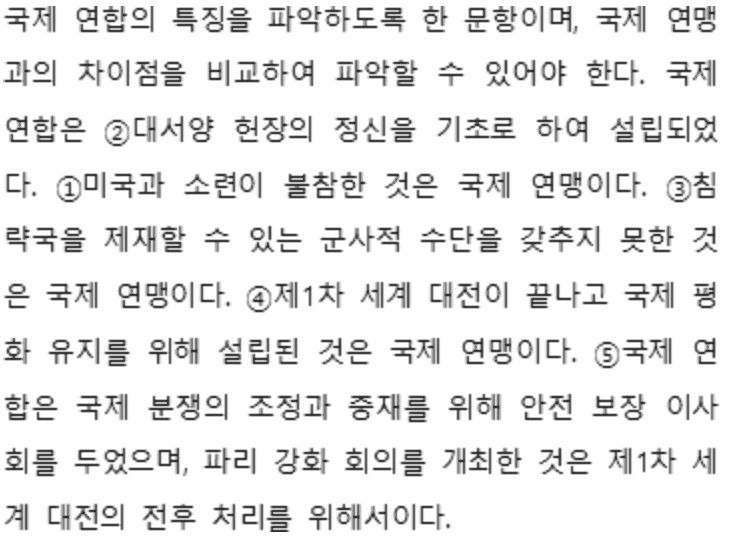 국제 연합의 특징을 파악하도록 한 문항이며, 국제 연맹
과의 차이점을 비교하여 파악할 수 있어야 한다. 국제
연합은 ②대서양 헌장의 정신을 기초로 하여 설립되었
다. ①미국과 소련이 불참한 것은 국제 연맹이다. ③침
략국을 제재할 수 있는 군사적 수단을 갖추지 못한 것
은 국제 연맹이다. ④제1차 세계 대전이 끝나고 국제 평
화 유지를 위해 설립된 것은 국제 연맹이다. ⑤국제 연
합은 국제 분쟁의 조정과 중재를 위해 안전 보장 이사
회를 두었으며, 파리 강화 회의를 개최한 것은 제1차 세
계 대전의 전후 처리를 위해서이다.